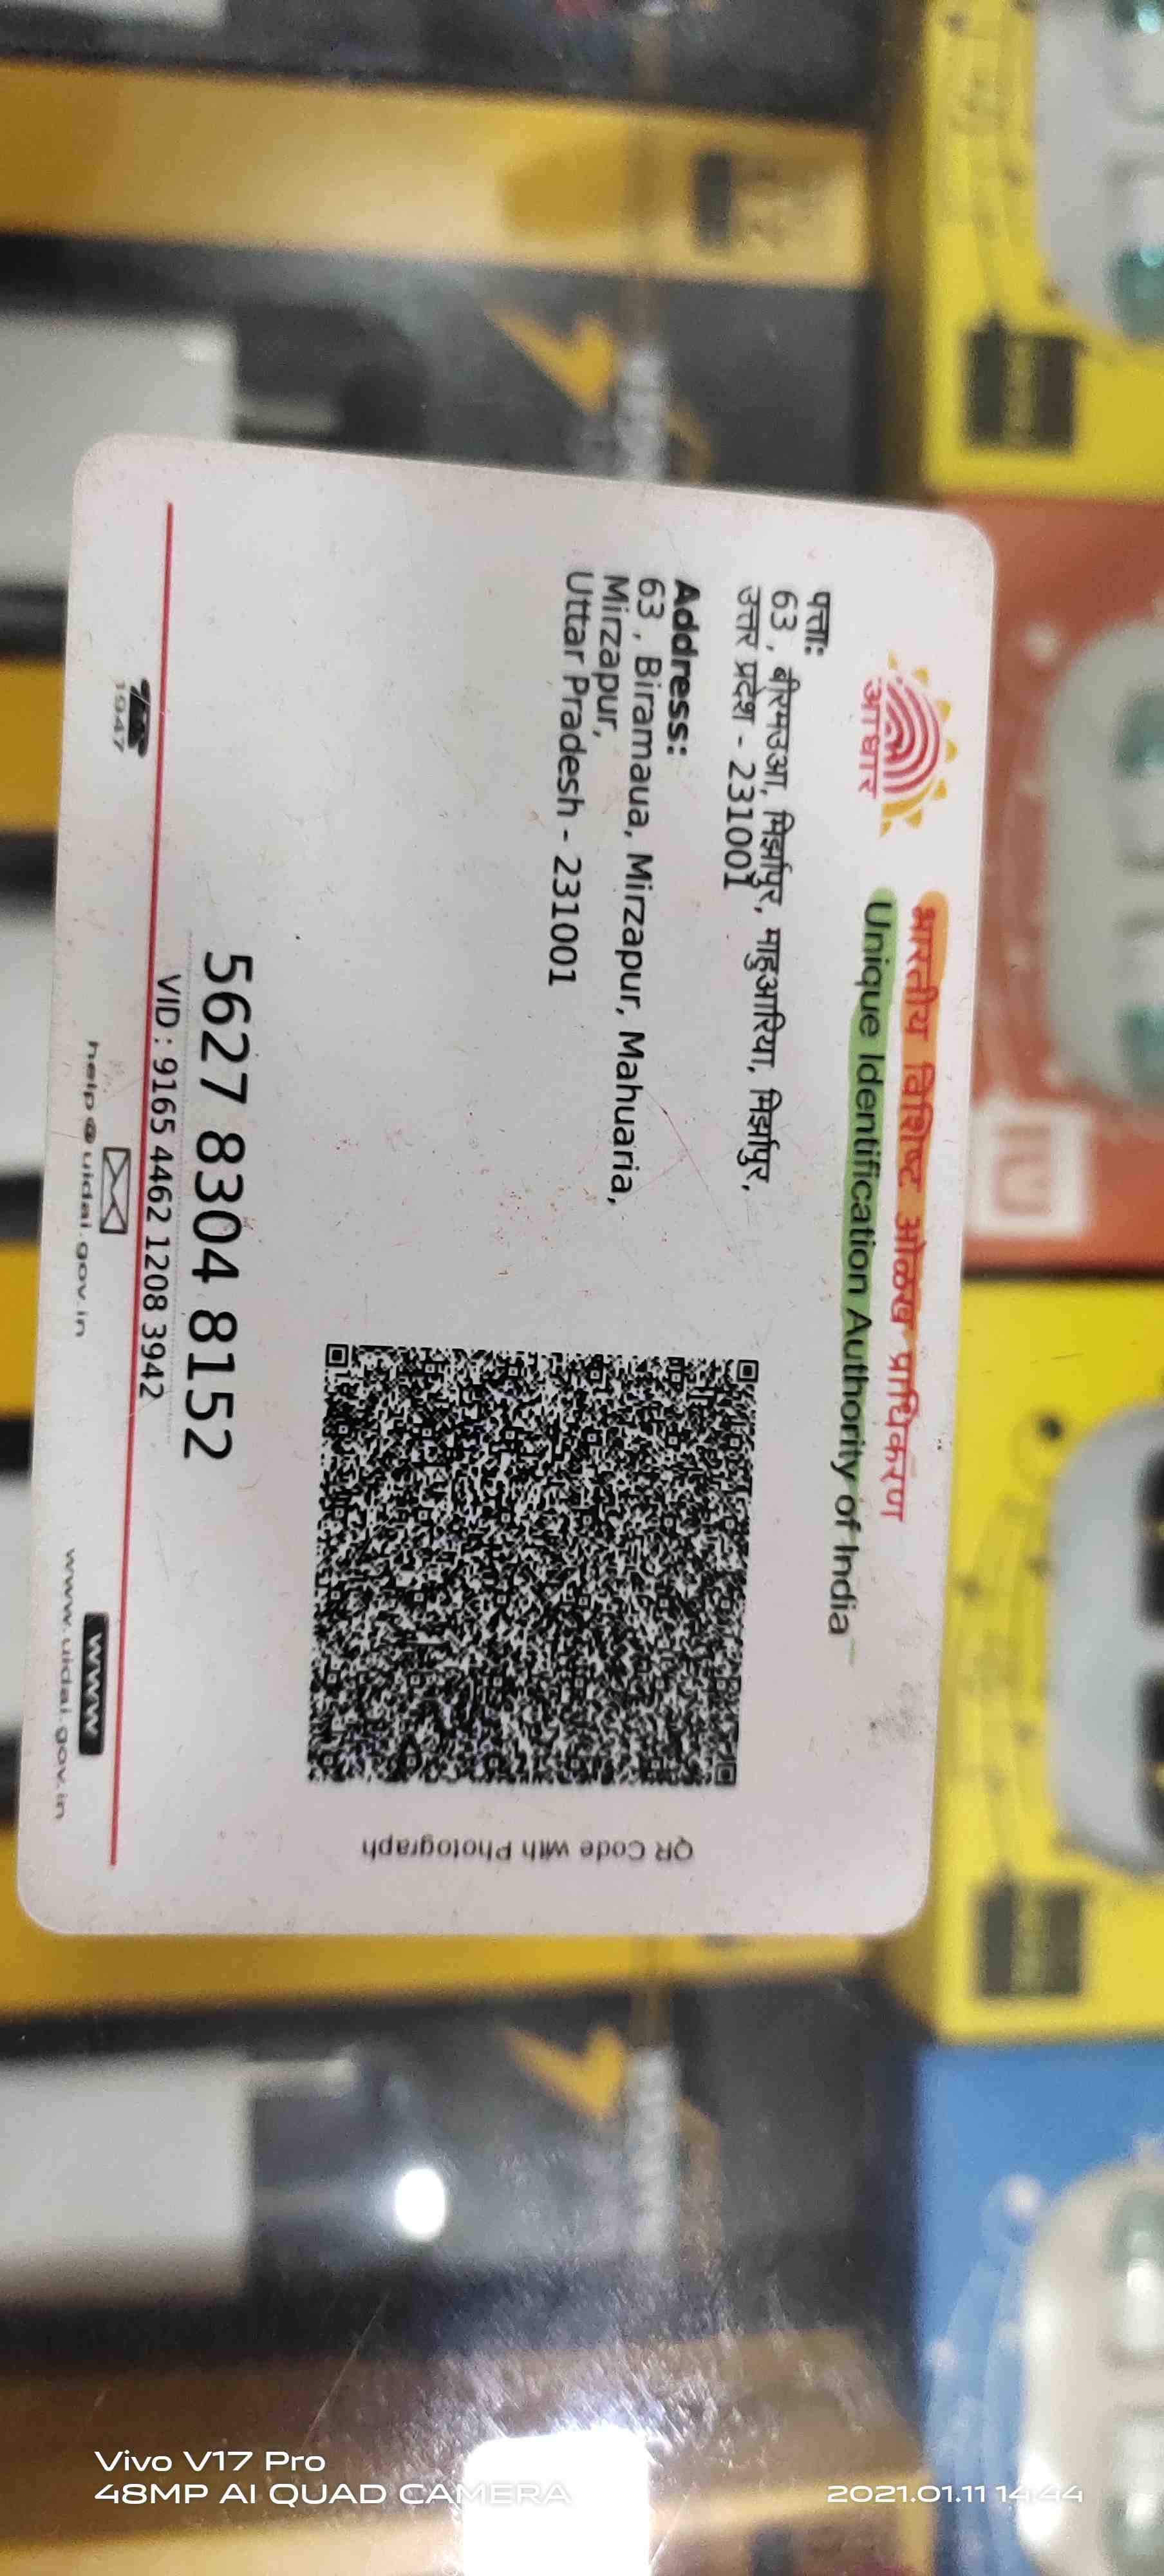 भारतीय विशिष्ट ओळख प्राधिकरण
Unique Identification Authority of India
आधार
पत्ता:
63 , बीरमउआ, मिर्झापुर, माहुआरिया, मिर्झापुर,
उत्तर प्रदेश - 231001
Address:
63 , Biramaua, Mirzapur, Mahuaria,
Mirzapur,
Uttar Pradesh - 231001
QR Code with Photograph
5627 8304 8152
VID : 9165 4462 1208 3942
1947
help@uidai.gov.in
www
www.uidai.gov.in
Vivo V17 Pro
48MP AI QUAD CAMERA
2021.01.11 14:44